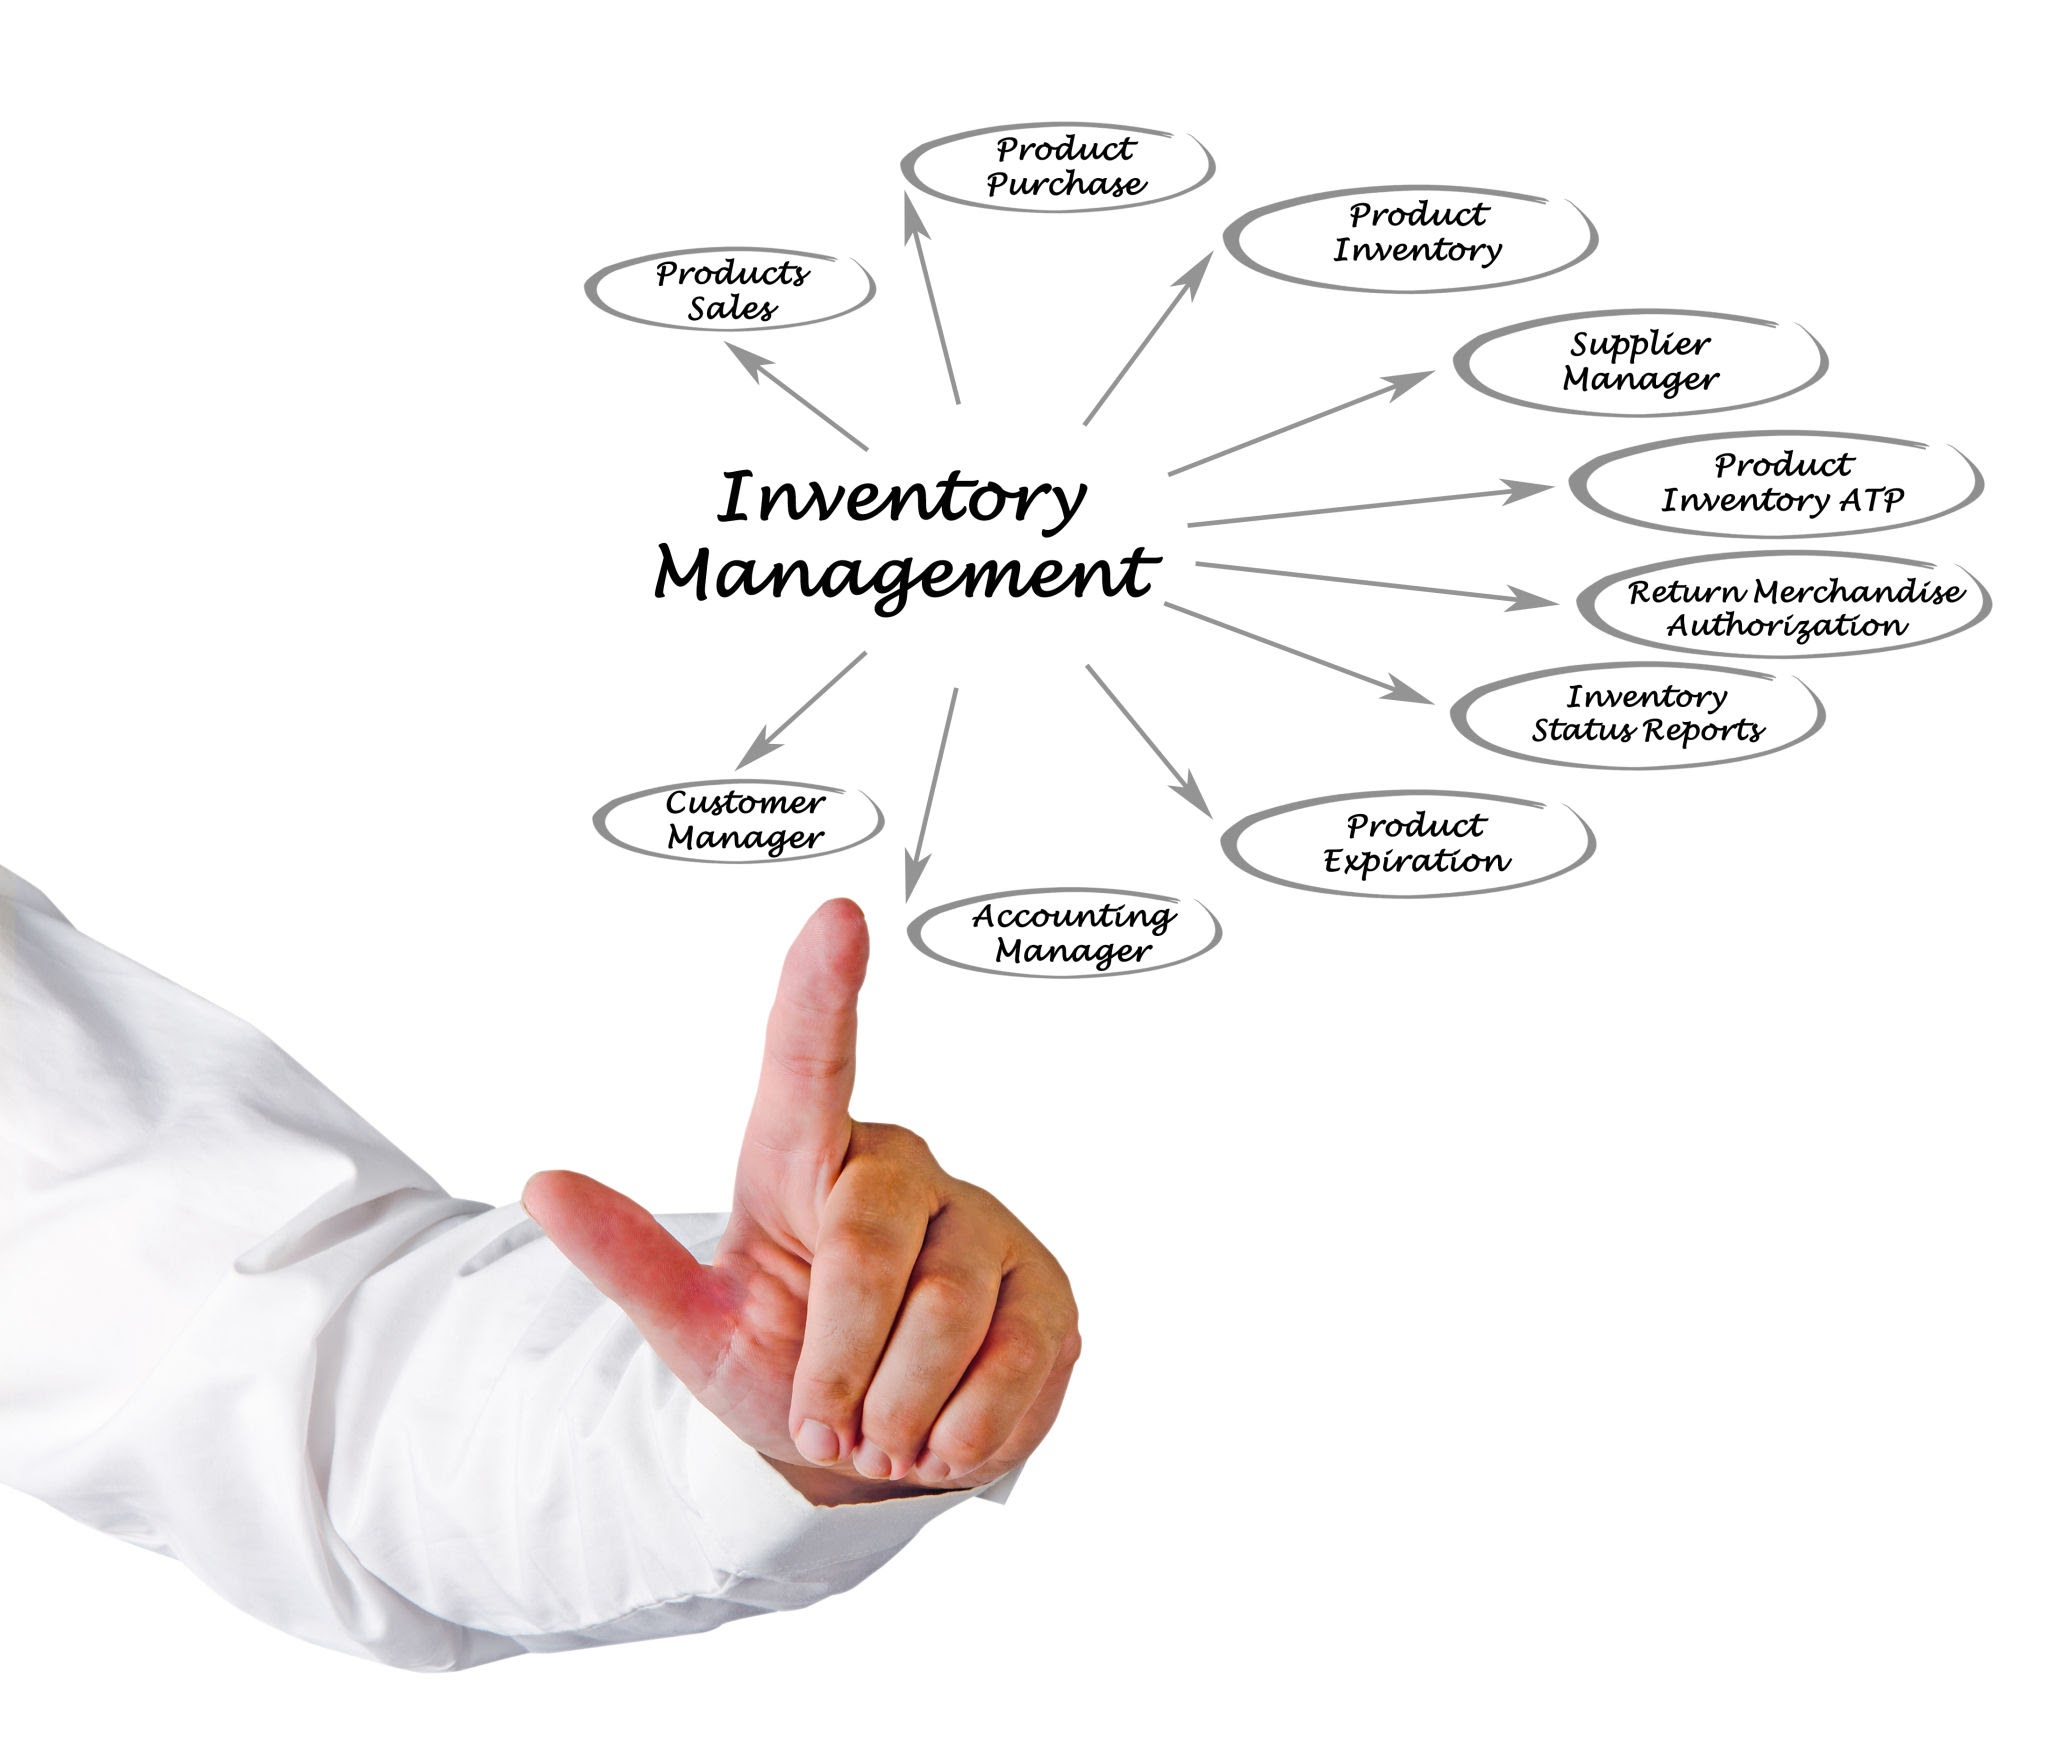 Product
Purchase
Product
Inventory
Products
Sales
Supplier
Manager
Inventory
Management
Product
Inventory ATP
Return Merchandise
Authorization
Inventory
Status Reports
Customer
Manager
Product
Expiration
Accounting
Manager